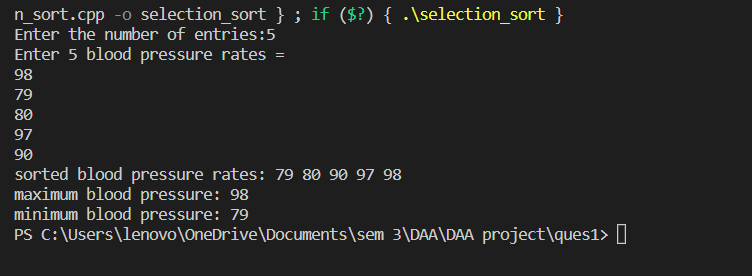 n_sort.cpp -o selection_sort } ; if ($?) { .\selection_sort }
Enter the number of entries:5
Enter 5 blood pressure rates =
98
79
80
97
90
sorted blood pressure rates: 79 80 90 97 98
maximum blood pressure: 98
minimum blood pressure: 79
PS C:\Users\lenovo\OneDrive\Documents\sem 3\DAA\DAA project\ques1>